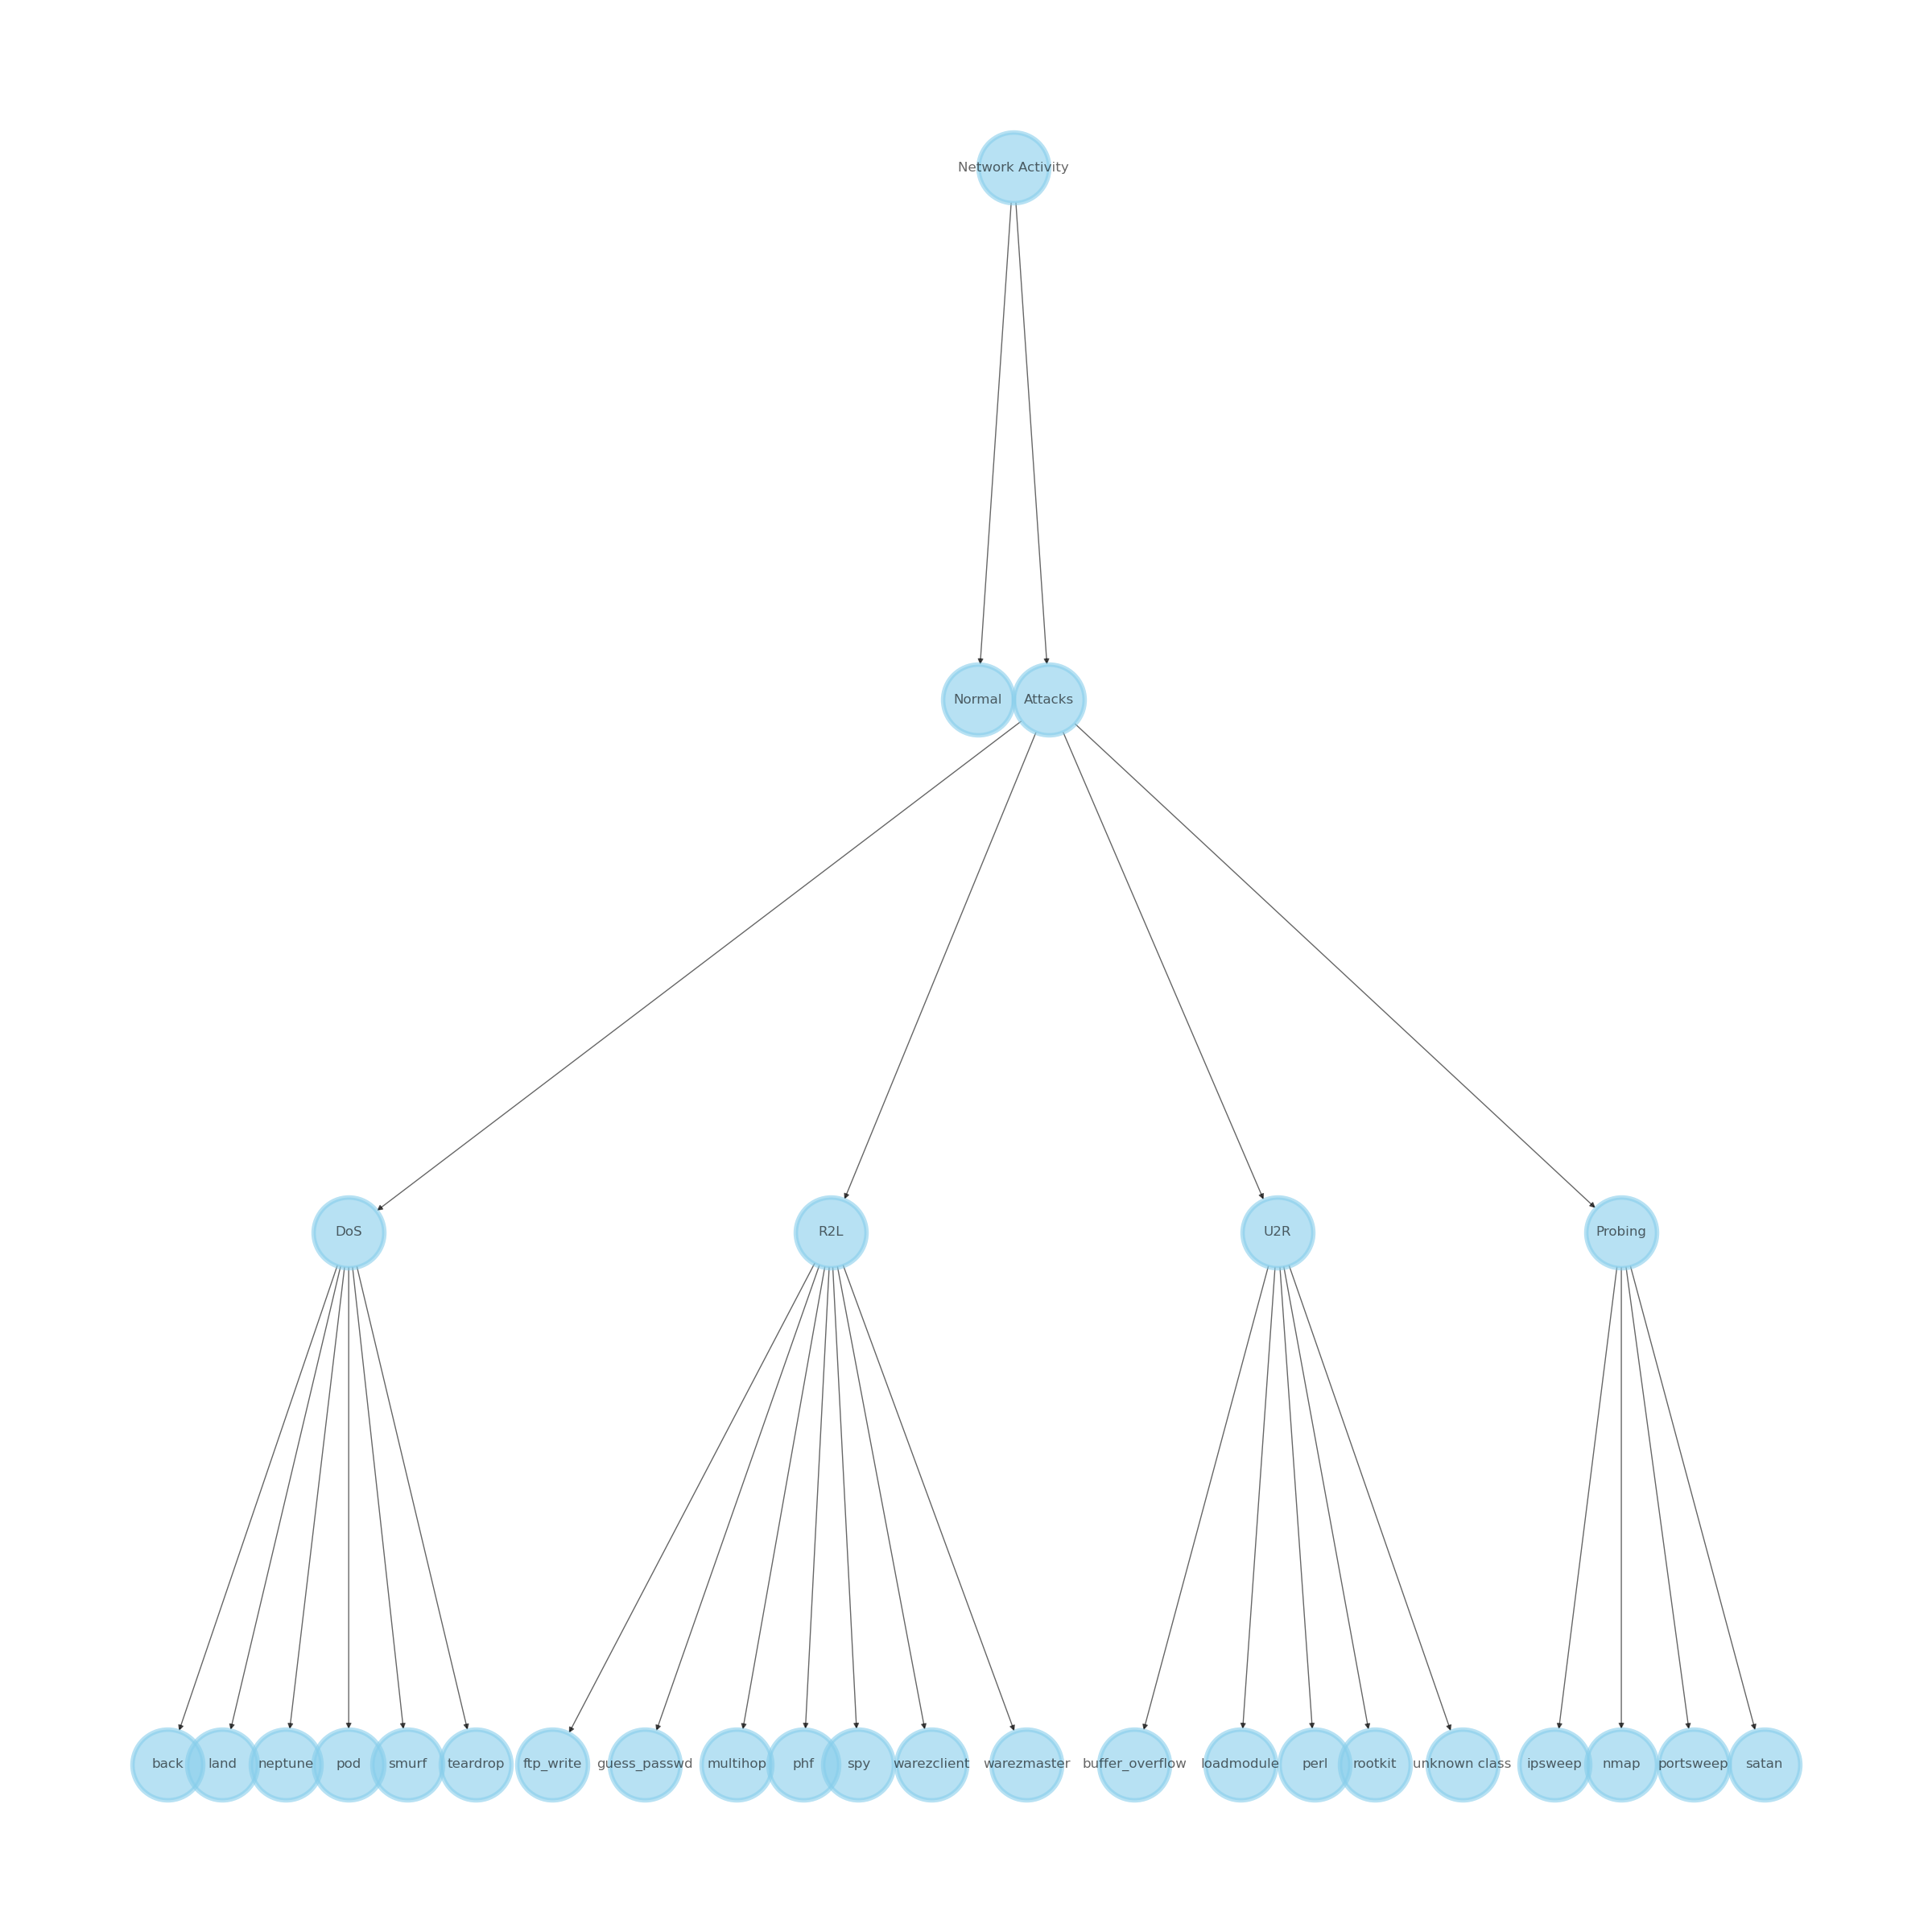 Network Activity
Normal Attacks
DoS R2L U2R Probing
back land neptune pod smurf teardrop ftp_write guess_passwd multihop phf spy warezclient warezmaster buffer_overflow loadmodule perl rootkit unknown class ipsweep nmap portsweep satan